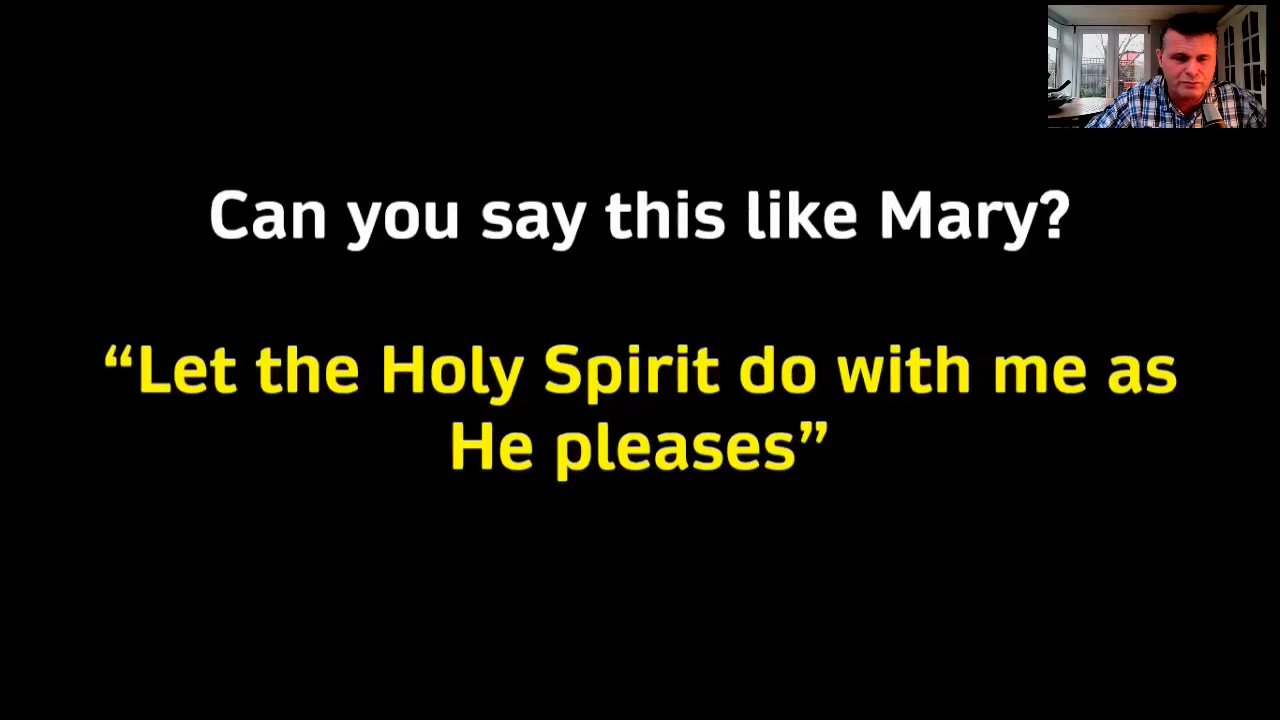 Can you say this like Mary?
“Let the Holy Spirit do with me as
He pleases”